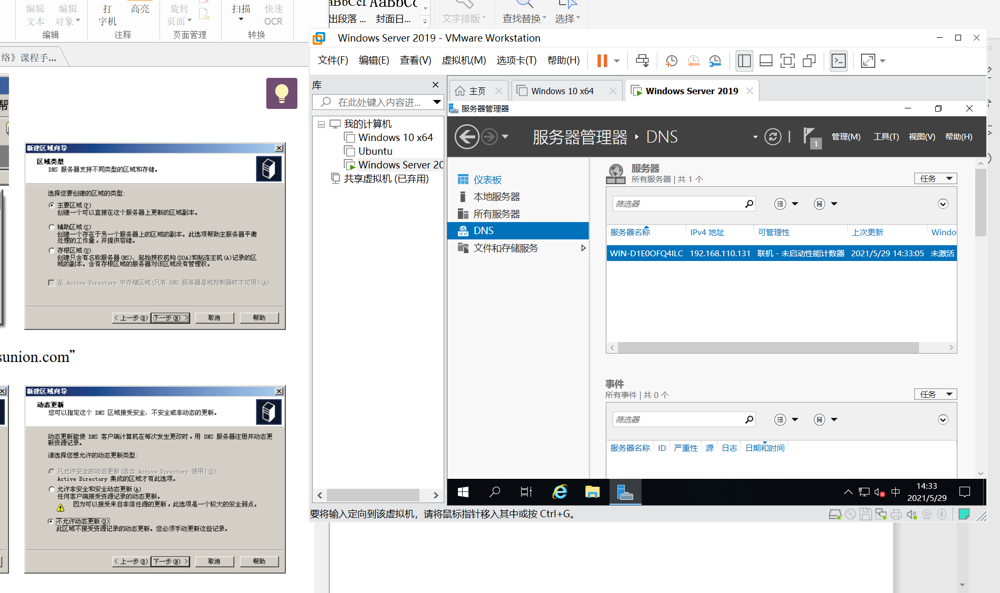 编辑 编辑 打 高亮 旋转 扫描 快速
文本 对象 字机 页面 OCR
编辑 注释 页面管理 转换
出段落 ... 封面日... 文字排版 查找替换 选择
络》课程手...
新建区域向导
区域类型
DNS 服务器支持不同类型的区域和存储。
选择您要创建的区域的类型:
主要区域(P)
创建一个可以直接在这个服务器上更新的区域副本。
辅助区域(S)
创建一个存在于另一个服务器上的区域的副本。此选项帮助主服务器平衡
处理的工作量,并提供容错。
存根区域(U)
创建只含有名称服务器(NS)、起始授权机构(SOA)和粘连主机(A)记录的区
域的副本。含有存根区域的服务器对该区域没有管理权。
在 Active Directory 中存储区域(只有 DNS 服务器是域控制器时才可用)(A)
< 上一步(B) 下一步(N) > 取消 帮助
sunion.com”
新建区域向导
动态更新
您可以指定这个 DNS 区域接受安全、不安全或非动态的更新。
动态更新能使 DNS 客户端计算机在每次发生更改时,用 DNS 服务器注册并动态更
新资源记录。
请选择您想允许的动态更新类型:
只允许安全的动态更新(适合 Active Directory 使用)(S)
Active Directory 集成的区域才有此选项。
允许非安全和安全动态更新(A)
任何客户端接受资源记录的动态更新。
因为可以接受来自非信任源的更新,此选项是一个较大的安全弱点。
不允许动态更新(D)
此区域不接受资源记录的动态更新。您必须手动更新这些记录。
< 上一步(B) 下一步(N) > 取消 帮助
Windows Server 2019 - VMware Workstation
文件(F) 编辑(E) 查看(V) 虚拟机(M) 选项卡(T) 帮助(H)
库
在此处键入内容进...
我的计算机
Windows 10 x64
Ubuntu
Windows Server 20
共享虚拟机 (已弃用)
主页 Windows 10 x64 Windows Server 2019
服务器管理器
服务器管理器 DNS
1
管理(M) 工具(T) 视图(V) 帮助(H)
仪表板
本地服务器
所有服务器
DNS
文件和存储服务
服务器
所有服务器 | 共 1 个
任务
筛选器
服务器名称 IPv4 地址 可管理性 上次更新 Windo
WIN-D1E0OFQ4ILC 192.168.110.131 联机 - 未启动性能计数器 2021/5/29 14:33:05 未激活
事件
所有事件 | 共 0 个
任务
筛选器
服务器名称 ID 严重性 源 日志 日期和时间
中
14:33
2021/5/29
要将输入定向到该虚拟机，请将鼠标指针移入其中或按 Ctrl+G。